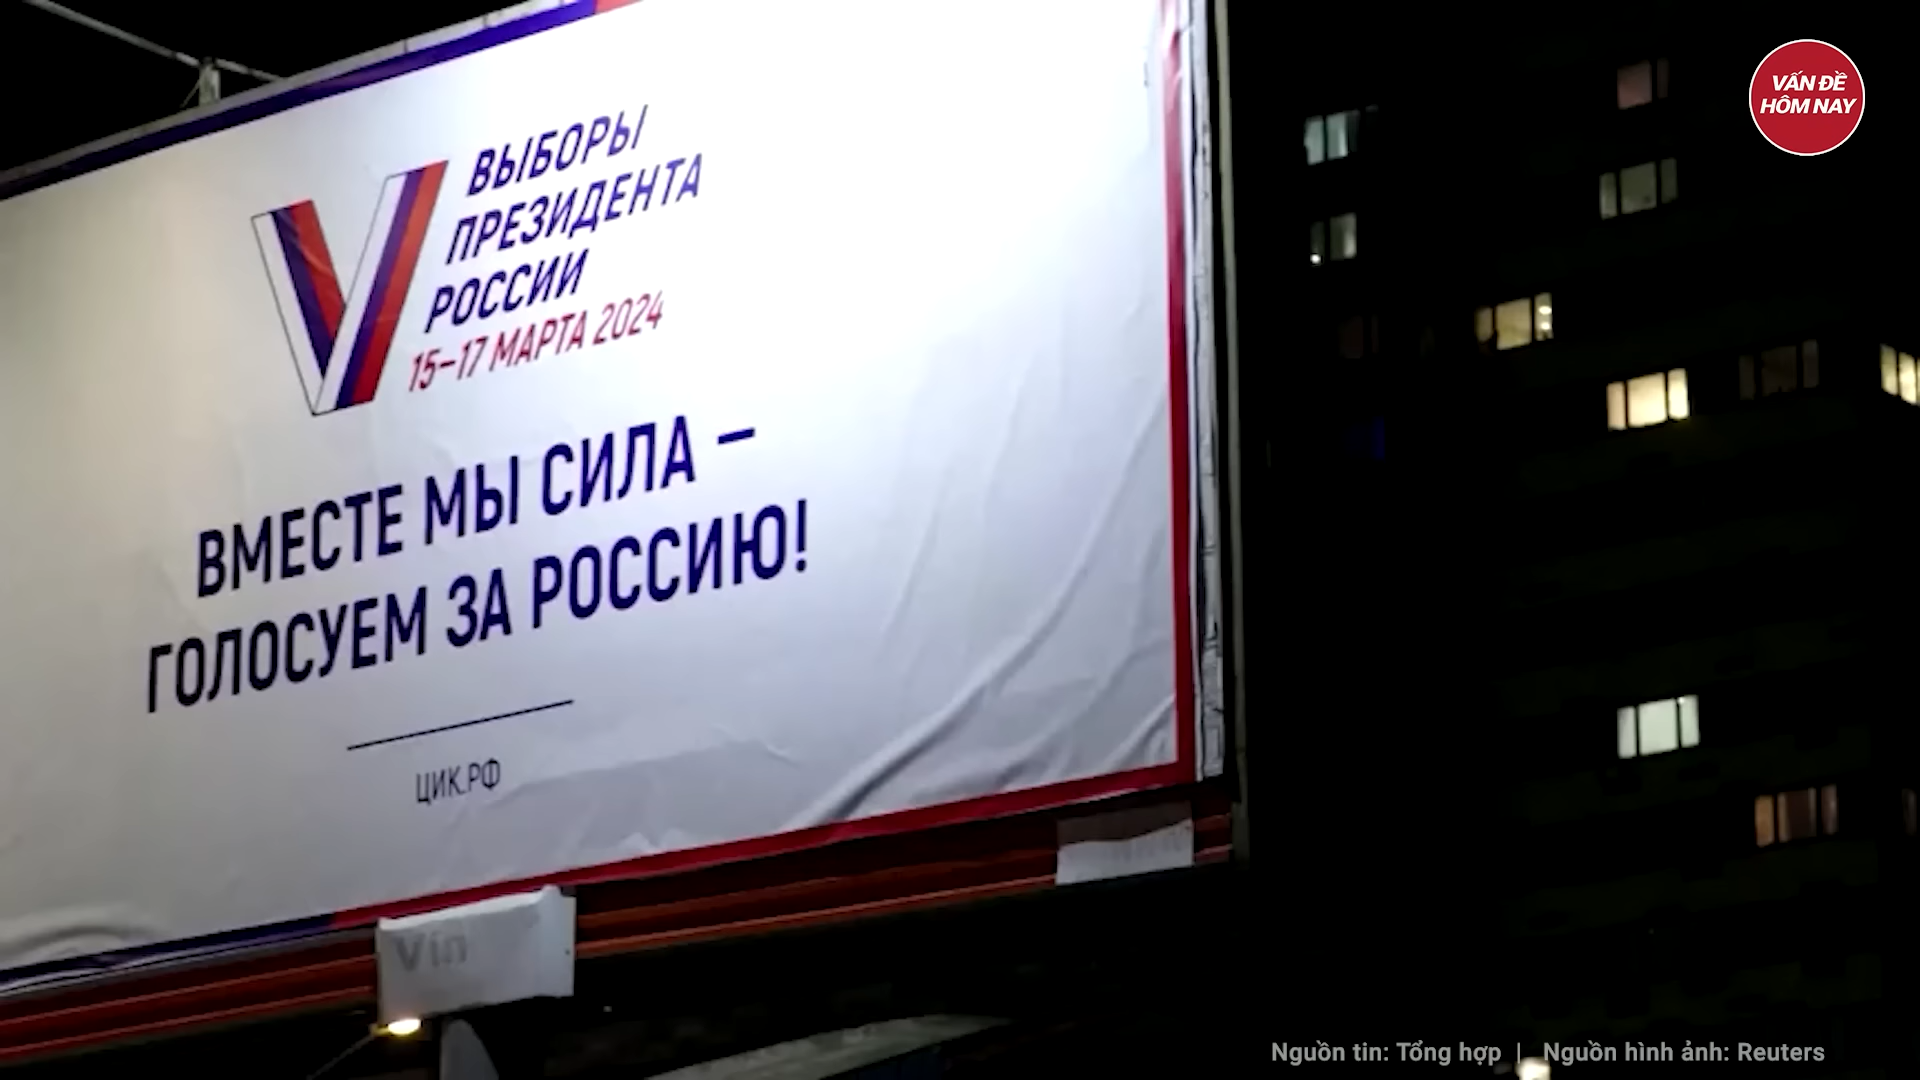 ВЫБОРЫ
ПРЕЗИДЕНТА
РОССИИ
15–17 МАРТА 2024
ВМЕСТЕ МЫ СИЛА –
ГОЛОСУЕМ ЗА РОССИЮ!
ЦИК.РФ
Vin
VẤN ĐỀ
HÔM NAY
Nguồn tin: Tổng hợp | Nguồn hình ảnh: Reuters